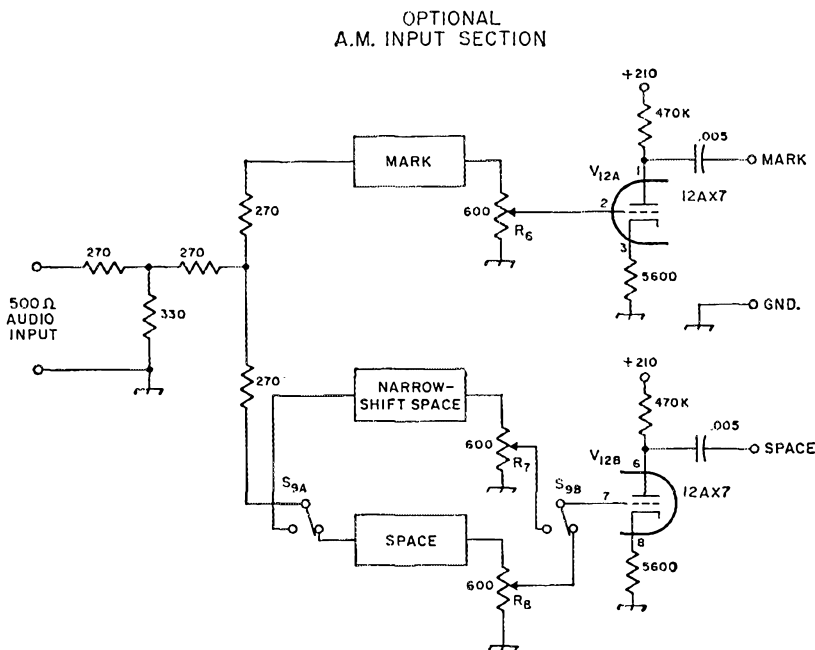 OPTIONAL
A.M. INPUT SECTION
+210
470K
.005
MARK
MARK
V12A
1
12AX7
2
3
600
R6
270
270
270
5600
500Ω
AUDIO
INPUT
330
GND.
+210
270
NARROW-
SHIFT SPACE
470K
.005
SPACE
600
R7
V12B
6
12AX7
S9A
S9B
7
8
SPACE
600
R8
5600